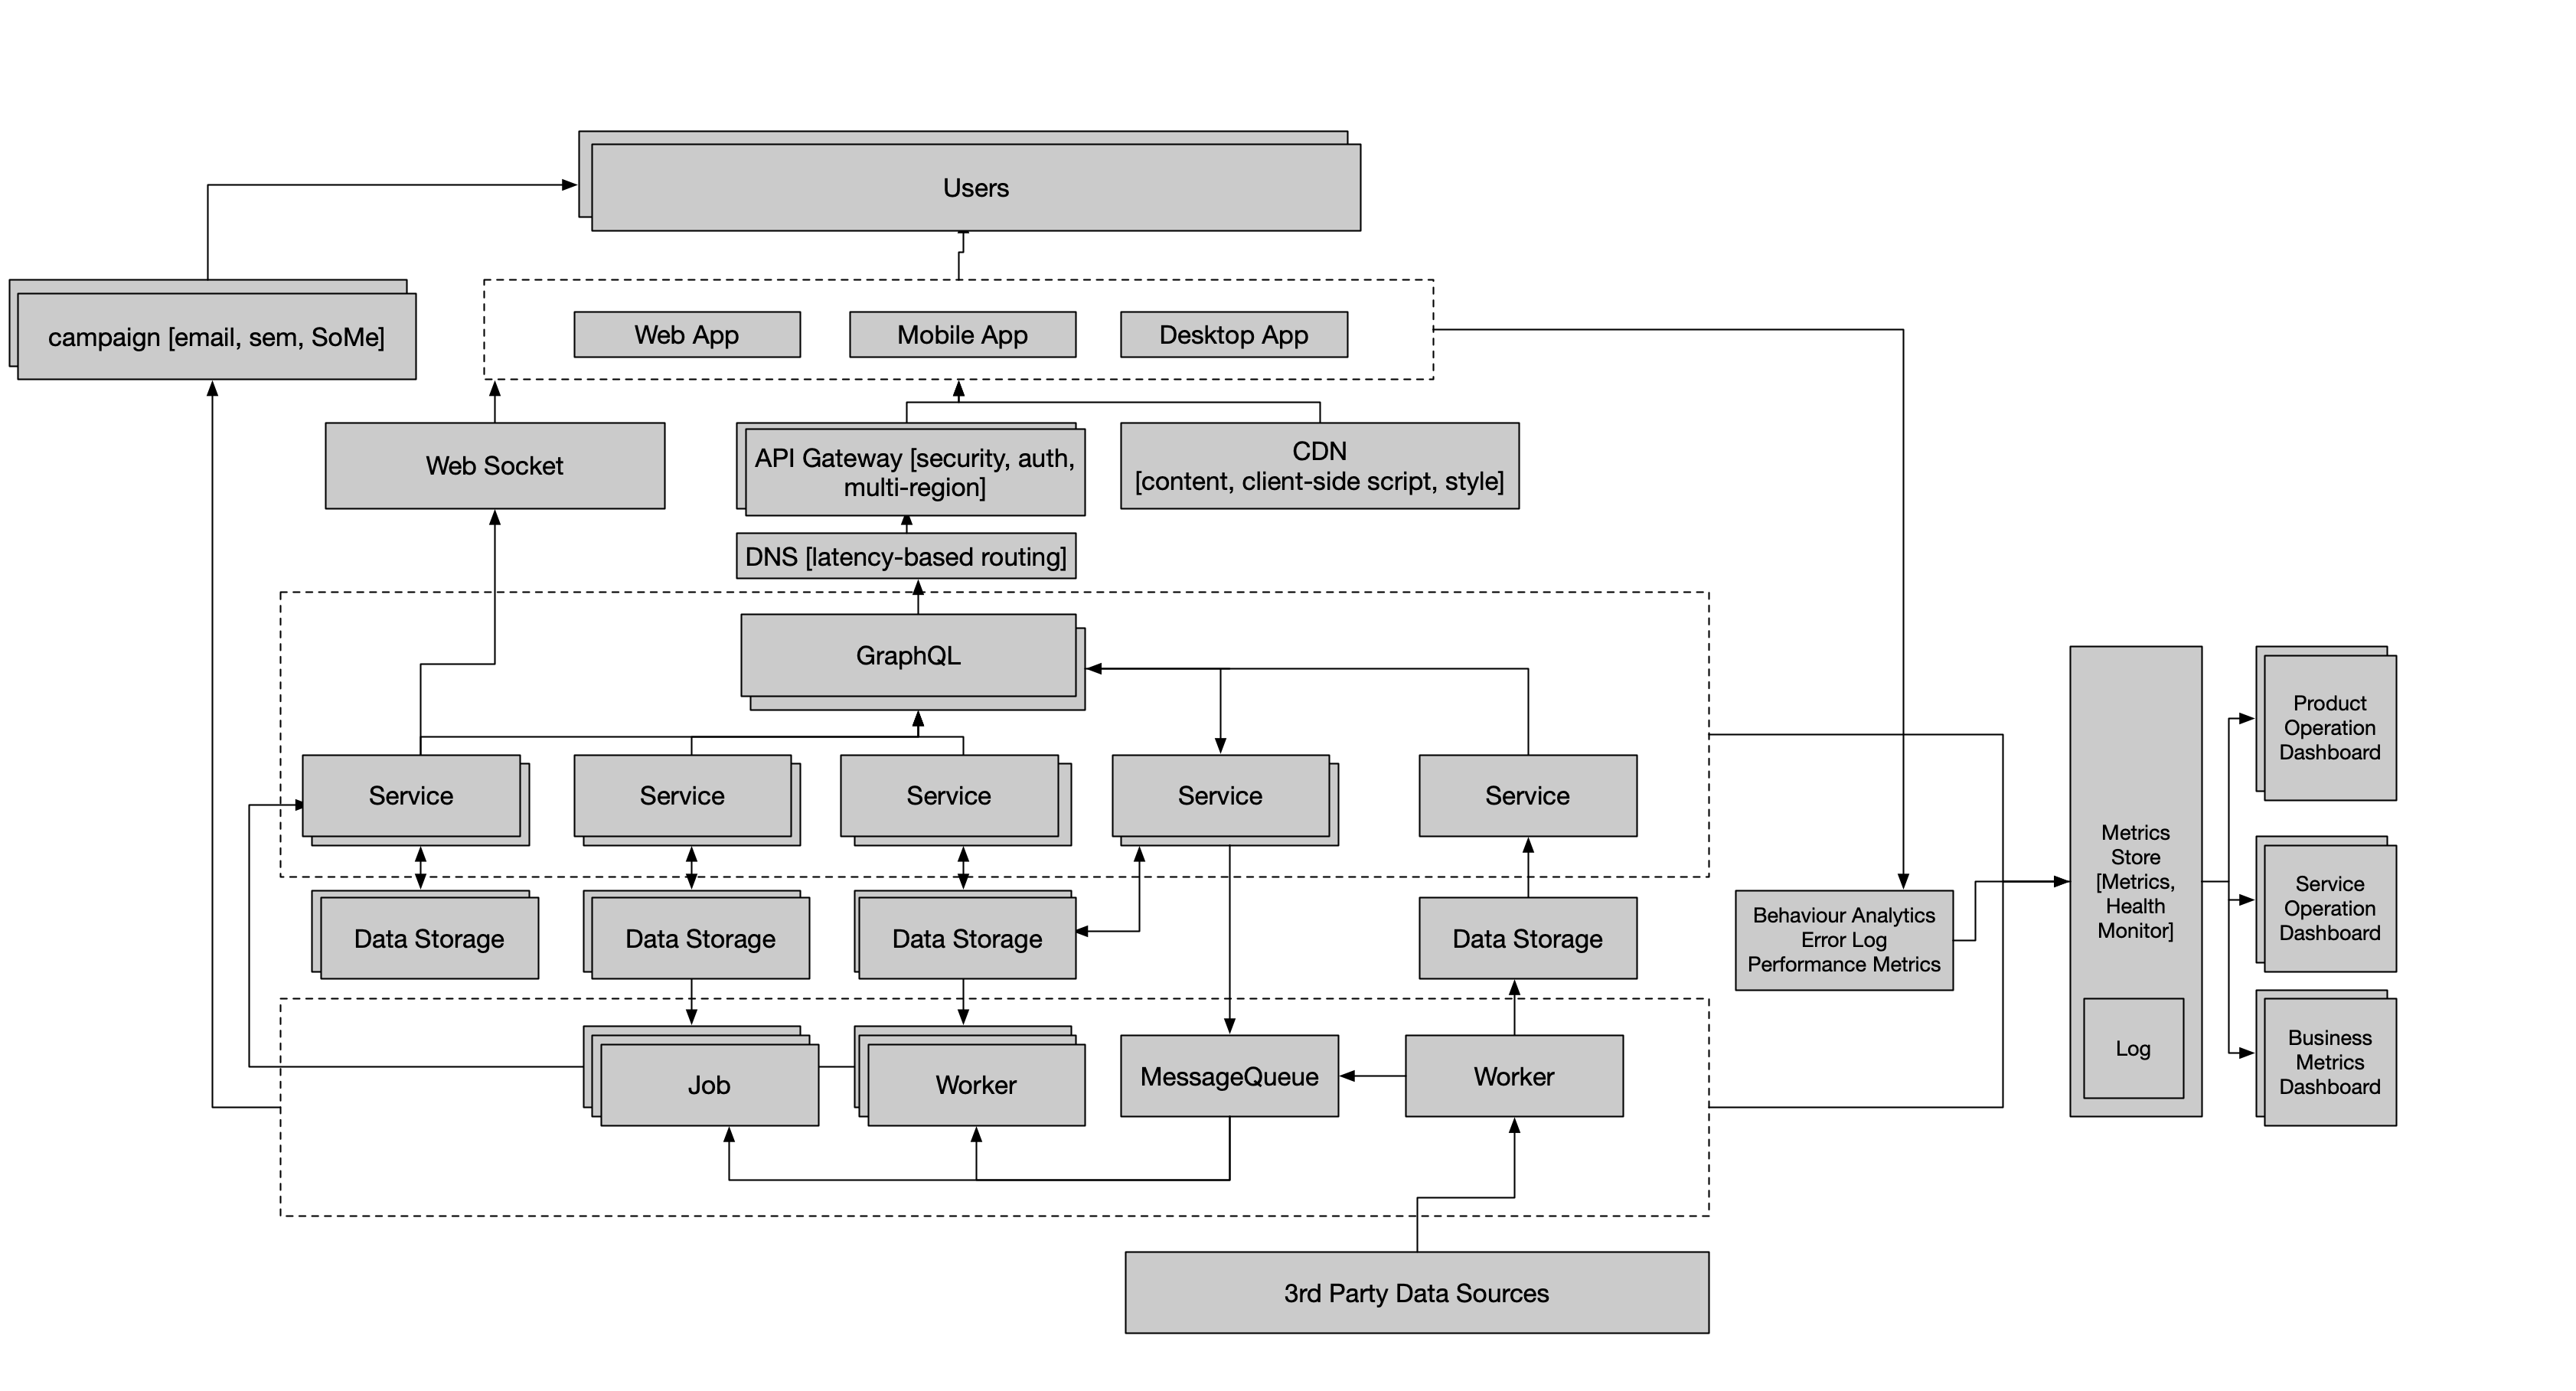 Users
campaign [email, sem, SoMe]
Web App
Mobile App
Desktop App
Web Socket
API Gateway [security, auth,
multi-region]
CDN
[content, client-side script, style]
DNS [latency-based routing]
GraphQL
Service
Service
Service
Service
Service
Data Storage
Data Storage
Data Storage
Data Storage
Job
Worker
MessageQueue
Worker
3rd Party Data Sources
Behaviour Analytics
Error Log
Performance Metrics
Metrics
Store
[Metrics,
Health
Monitor]
Log
Product
Operation
Dashboard
Service
Operation
Dashboard
Business
Metrics
Dashboard